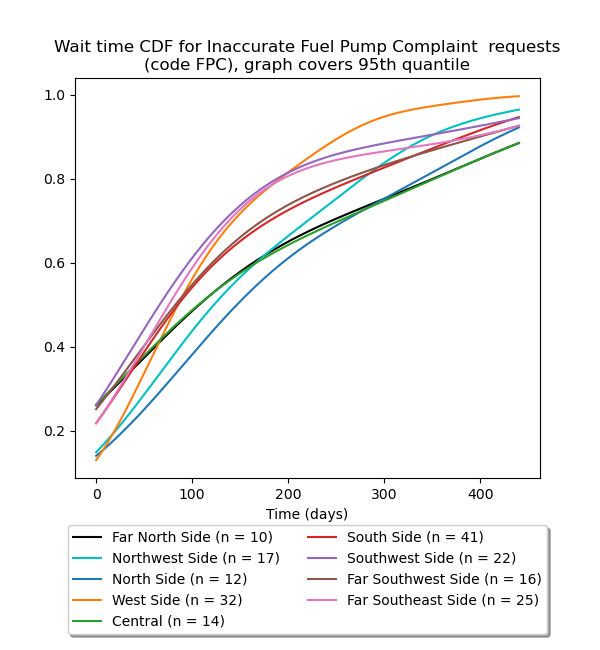 Wait time CDF for Inaccurate Fuel Pump Complaint  requests
(code FPC), graph covers 95th quantile
1.0
0.8
0.6
0.4
0.2
0
100
200
300
400
Time (days)
Far North Side (n = 10)
Northwest Side (n = 17)
North Side (n = 12)
West Side (n = 32)
Central (n = 14)
South Side (n = 41)
Southwest Side (n = 22)
Far Southwest Side (n = 16)
Far Southeast Side (n = 25)